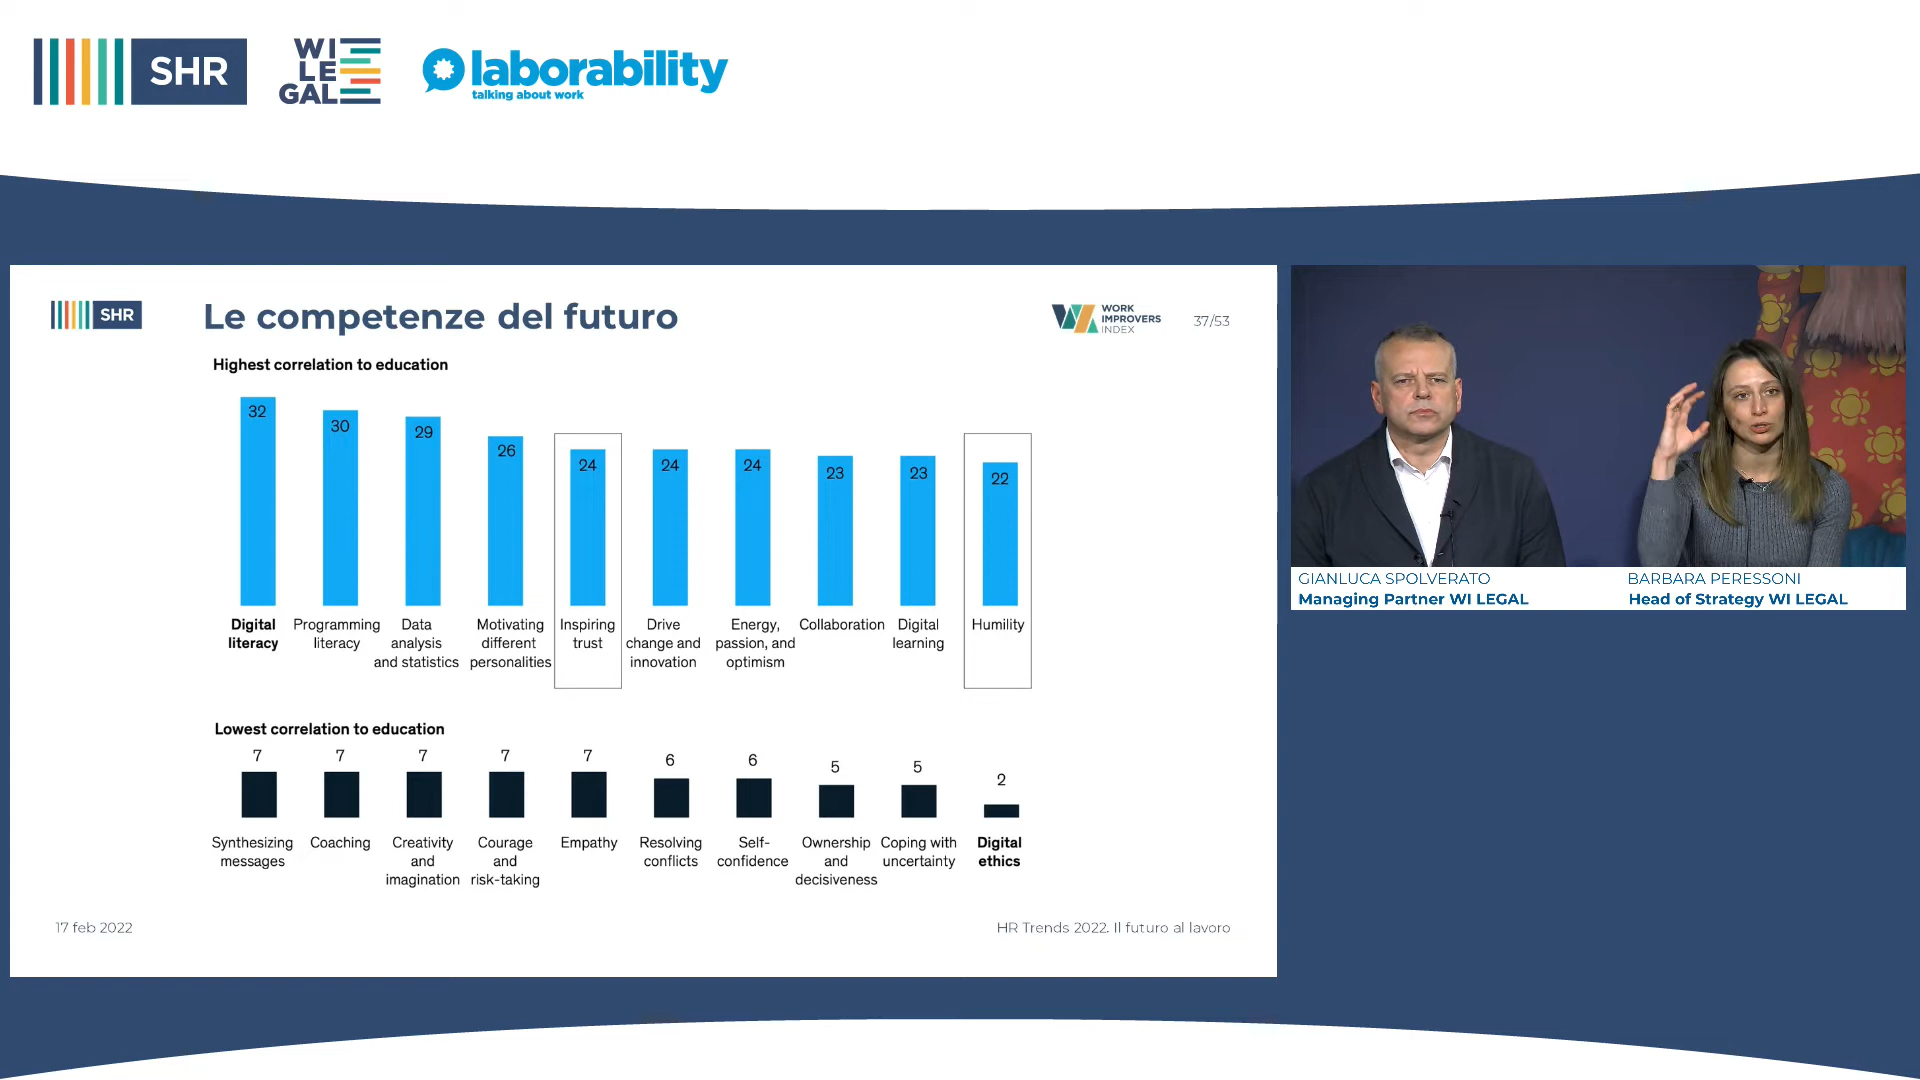 SHR
WI
LE
GAL
laborability
talking about work
SHR
Le competenze del futuro
WORK
IMPROVERS
INDEX
37/53
Highest correlation to education
32
30
29
26
24
24
24
23
23
22
Digital
literacy
Programming
literacy
Data
analysis
and statistics
Motivating
different
personalities
Inspiring
trust
Drive
change and
innovation
Energy,
passion, and
optimism
Collaboration
Digital
learning
Humility
Lowest correlation to education
7
7
7
7
7
6
6
5
5
2
Synthesizing
messages
Coaching
Creativity
and
imagination
Courage
and
risk-taking
Empathy
Resolving
conflicts
Self-
confidence
Ownership
and
decisiveness
Coping with
uncertainty
Digital
ethics
17 feb 2022
HR Trends 2022. Il futuro al lavoro
GIANLUCA SPOLVERATO
Managing Partner WI LEGAL
BARBARA PERESSONI
Head of Strategy WI LEGAL